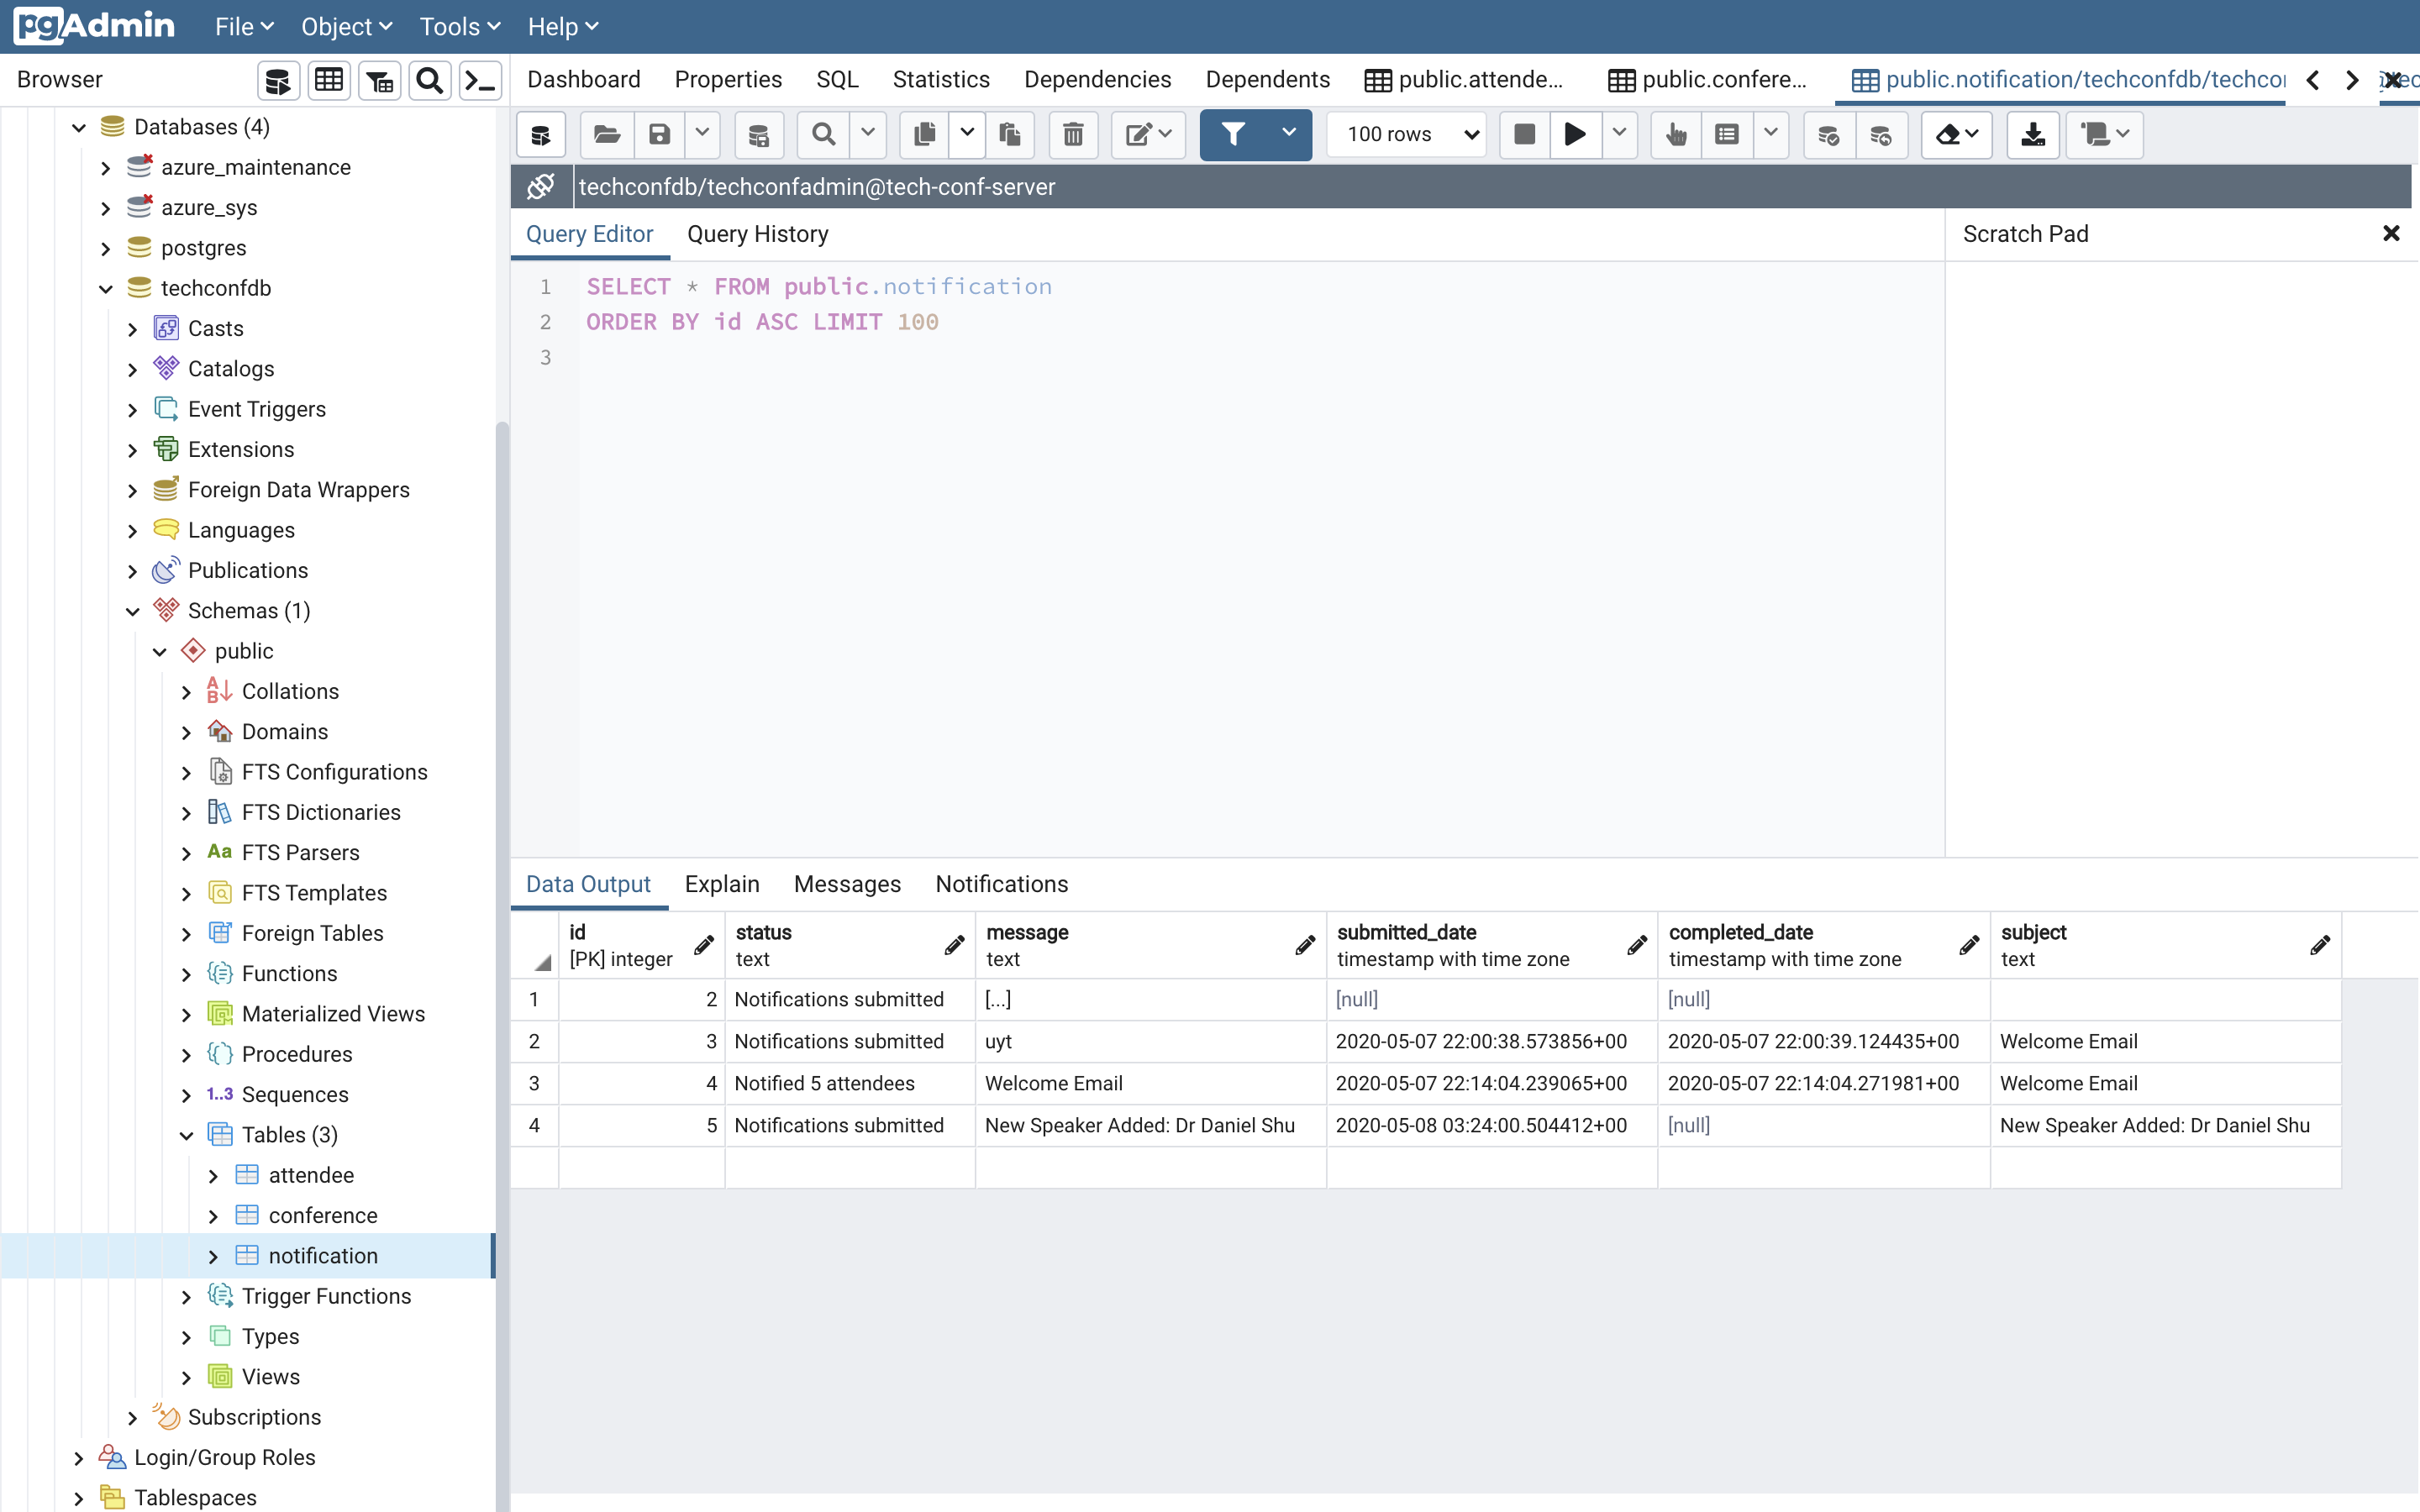 pgAdmin File Object Tools Help
Browser
Dashboard Properties SQL Statistics Dependencies Dependents public.attende... public.confere... public.notification/techconfdb/techco
100 rows
techconfdb/techconfadmin@tech-conf-server
Databases (4)
azure_maintenance
azure_sys
postgres
techconfdb
Casts
Catalogs
Event Triggers
Extensions
Foreign Data Wrappers
Languages
Publications
Schemas (1)
public
Collations
Domains
FTS Configurations
FTS Dictionaries
Aa FTS Parsers
FTS Templates
Foreign Tables
Functions
Materialized Views
Procedures
1..3 Sequences
Tables (3)
attendee
conference
notification
Trigger Functions
Types
Views
Subscriptions
Login/Group Roles
Tablespaces
Query Editor Query History
Scratch Pad
1 SELECT * FROM public.notification
2 ORDER BY id ASC LIMIT 100
3
Data Output Explain Messages Notifications
id status message submitted_date completed_date subject
[PK] integer text text timestamp with time zone timestamp with time zone text
1 2 Notifications submitted [...] [null] [null]
2 3 Notifications submitted uyt 2020-05-07 22:00:38.573856+00 2020-05-07 22:00:39.124435+00 Welcome Email
3 4 Notified 5 attendees Welcome Email 2020-05-07 22:14:04.239065+00 2020-05-07 22:14:04.271981+00 Welcome Email
4 5 Notifications submitted New Speaker Added: Dr Daniel Shu 2020-05-08 03:24:00.504412+00 [null] New Speaker Added: Dr Daniel Shu